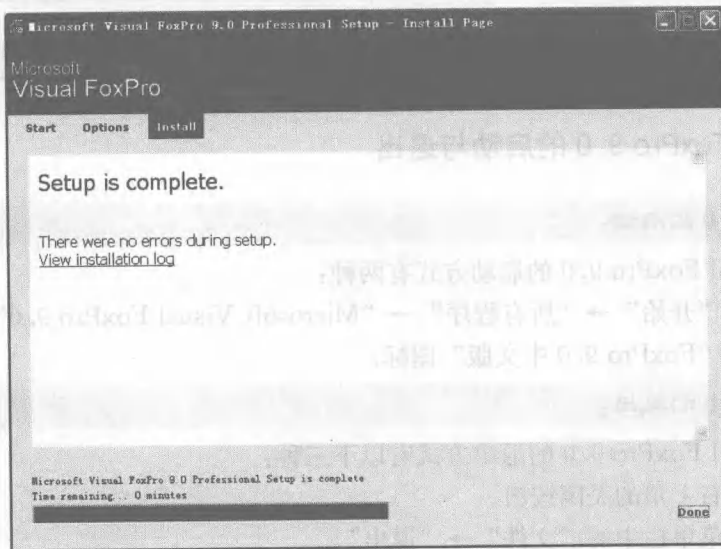 Microsoft Visual FoxPro 9.0 Professional Setup - Install Page
Microsoft
Visual FoxPro
Start Options Install
Setup is complete.
There were no errors during setup.
View installation log
Microsoft Visual FoxPro 9.0 Professional Setup is complete
Time remaining... 0 minutes
Done